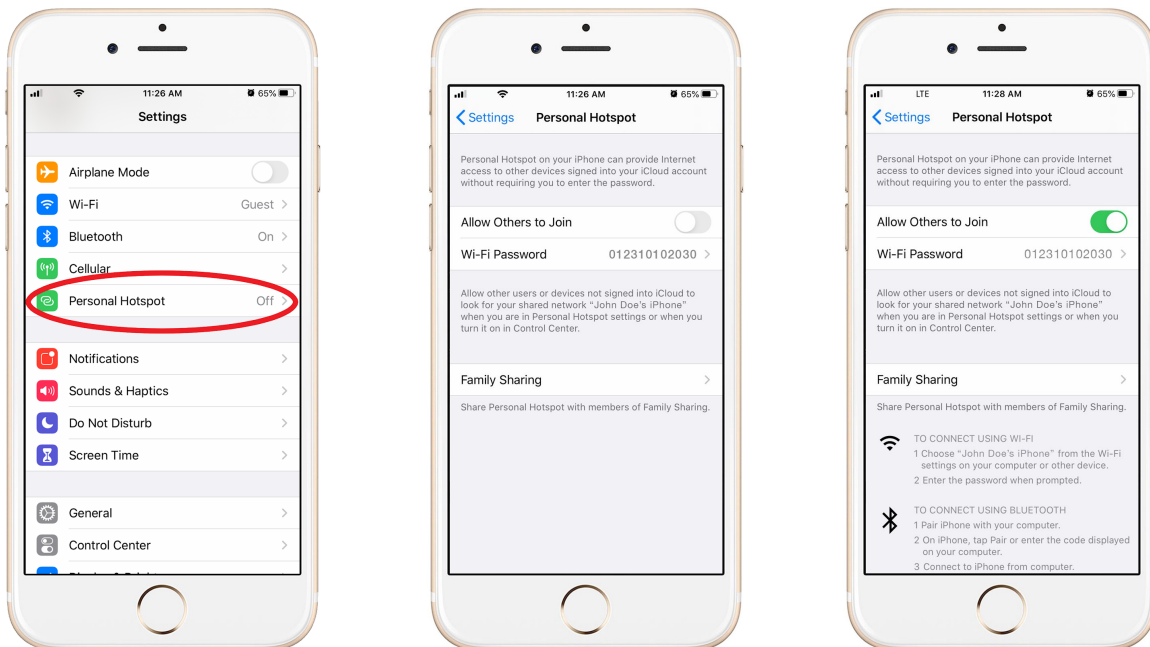 11:26 AM 65%
Settings
Airplane Mode
Wi-Fi Guest
Bluetooth On
Cellular
Personal Hotspot Off
Notifications
Sounds & Haptics
Do Not Disturb
Screen Time
General
Control Center
11:26 AM 65%
Settings Personal Hotspot
Personal Hotspot on your iPhone can provide Internet
access to other devices signed into your iCloud account
without requiring you to enter the password.
Allow Others to Join
Wi-Fi Password 012310102030
Allow other users or devices not signed into iCloud to
look for your shared network “John Doe's iPhone”
when you are in Personal Hotspot settings or when you
turn it on in Control Center.
Family Sharing
Share Personal Hotspot with members of Family Sharing.
LTE 11:28 AM 65%
Settings Personal Hotspot
Personal Hotspot on your iPhone can provide Internet
access to other devices signed into your iCloud account
without requiring you to enter the password.
Allow Others to Join
Wi-Fi Password 012310102030
Allow other users or devices not signed into iCloud to
look for your shared network “John Doe's iPhone”
when you are in Personal Hotspot settings or when you
turn it on in Control Center.
Family Sharing
Share Personal Hotspot with members of Family Sharing.
TO CONNECT USING WI-FI
1 Choose “John Doe's iPhone” from the Wi-Fi
settings on your computer or other device.
2 Enter the password when prompted.
TO CONNECT USING BLUETOOTH
1 Pair iPhone with your computer.
2 On iPhone, tap Pair or enter the code displayed
on your computer.
3 Connect to iPhone from computer.